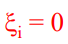 ξᵢ = 0